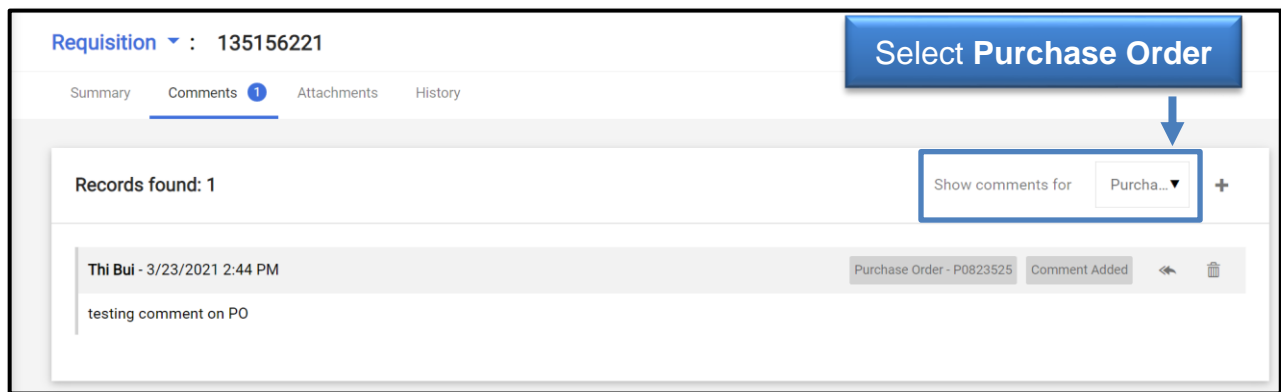 Requisition : 135156221
Select Purchase Order
Summary Comments 1 Attachments History
Records found: 1
Show comments for Purcha...
Thi Bui - 3/23/2021 2:44 PM
Purchase Order - P0823525 Comment Added
testing comment on PO